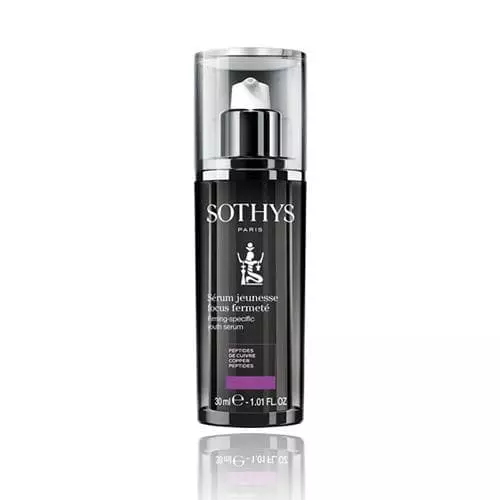 SOTHYS
PARIS
Sérum jeunesse
focus fermeté
Firming-specific
youth serum
PEPTIDES
DE CUIVRE
COPPER
PEPTIDES
30 ml ℮ - 1.01 FL. OZ